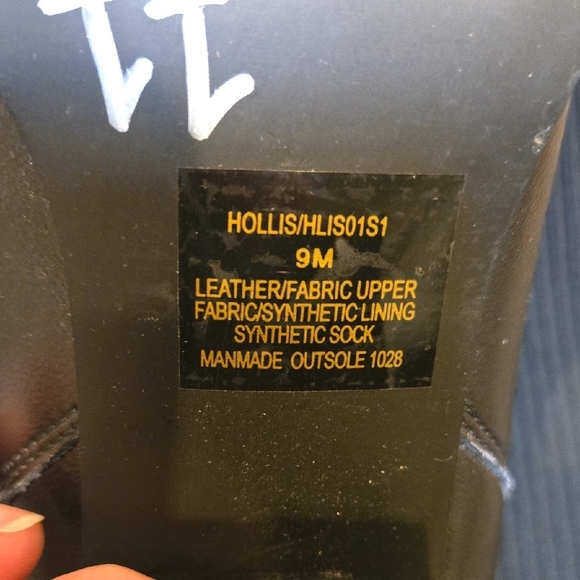 HOLLIS/HLIS01S1
9M
LEATHER/FABRIC UPPER
FABRIC/SYNTHETIC LINING
SYNTHETIC SOCK
MANMADE OUTSOLE 1028